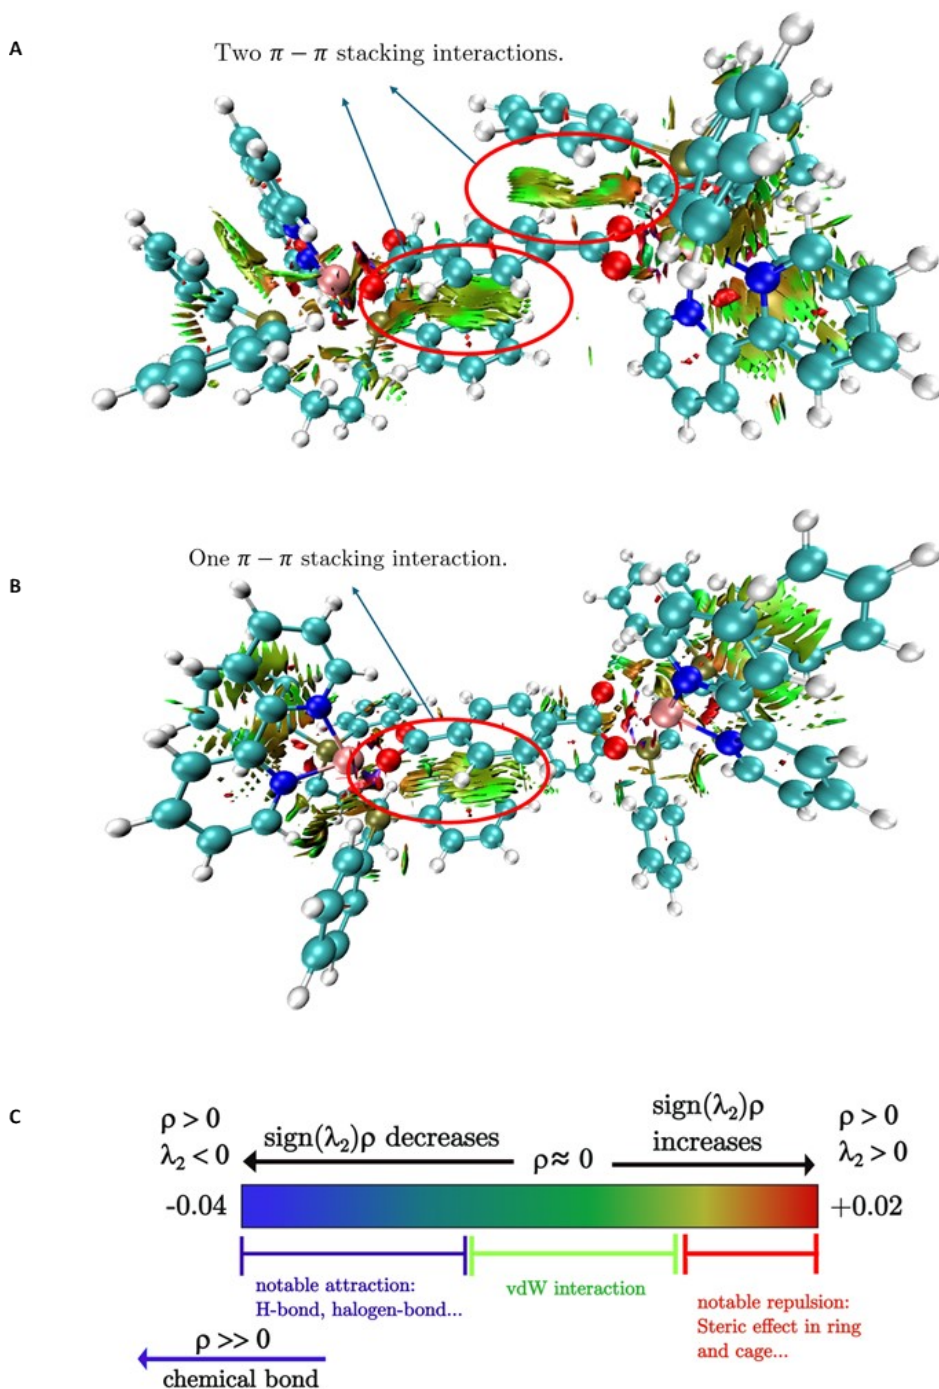 A
Two π − π stacking interactions.
One π − π stacking interaction.
B
C
ρ > 0
λ₂ < 0
sign(λ₂)ρ decreases
ρ ≈ 0
sign(λ₂)ρ
increases
ρ > 0
λ₂ > 0
-0.04
+0.02
notable attraction:
H-bond, halogen-bond...
vdW interaction
notable repulsion:
Steric effect in ring
and cage...
ρ >> 0
chemical bond